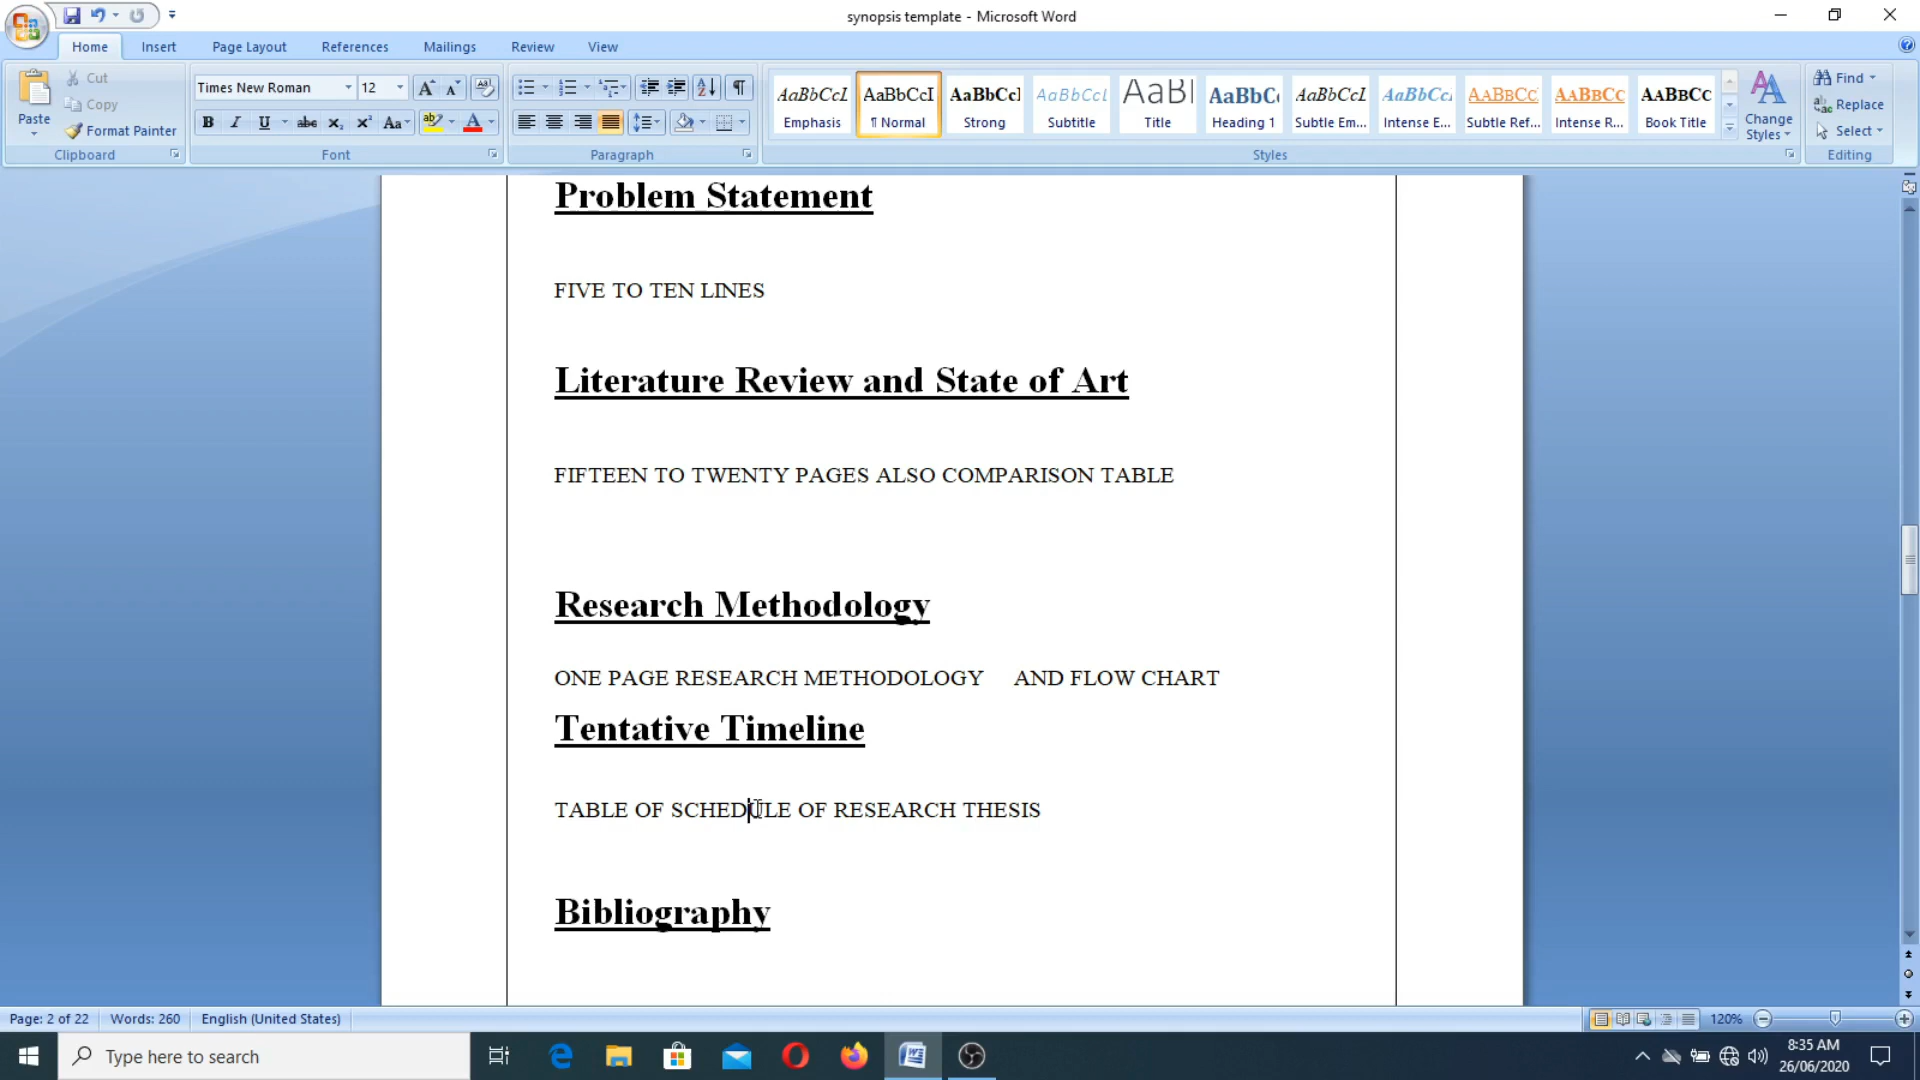 synopsis template - Microsoft Word
Home Insert Page Layout References Mailings Review View
Paste
Cut
Copy
Format Painter
Clipboard
Times New Roman 12
Font
Paragraph
AaBbCcL AaBbCcI AaBbCcI AaBbCcL AaBl AaBbC AaBbCcL AaBbCc AABBCC AABBCC AABBCC
Emphasis ¶ Normal Strong Subtitle Title Heading 1 Subtle Em... Intense E... Subtle Ref... Intense R... Book Title
Change Styles
Styles
Find
Replace
Select
Editing
Problem Statement
FIVE TO TEN LINES
Literature Review and State of Art
FIFTEEN TO TWENTY PAGES ALSO COMPARISON TABLE
Research Methodology
ONE PAGE RESEARCH METHODOLOGY AND FLOW CHART
Tentative Timeline
TABLE OF SCHEDULE OF RESEARCH THESIS
Bibliography
Page: 2 of 22 Words: 260 English (United States) 120%
Type here to search
8:35 AM
26/06/2020